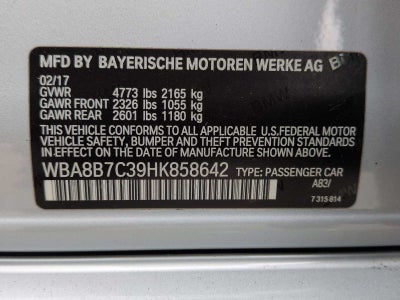 MFD BY BAYERISCHE MOTOREN WERKE AG
02/17
GVWR 4773 lbs 2165 kg
GAWR FRONT 2326 lbs 1055 kg
GAWR REAR 2601 lbs 1180 kg
THIS VEHICLE CONFORMS TO ALL APPLICABLE U.S.FEDERAL MOTOR
VEHICLE SAFETY, BUMPER AND THEFT PREVENTION STANDARDS
IN EFFECT ON THE DATE OF MANUFACTURE SHOWN ABOVE.
WBA8B7C39HK858642 TYPE: PASSENGER CAR
A83/
7 315-814